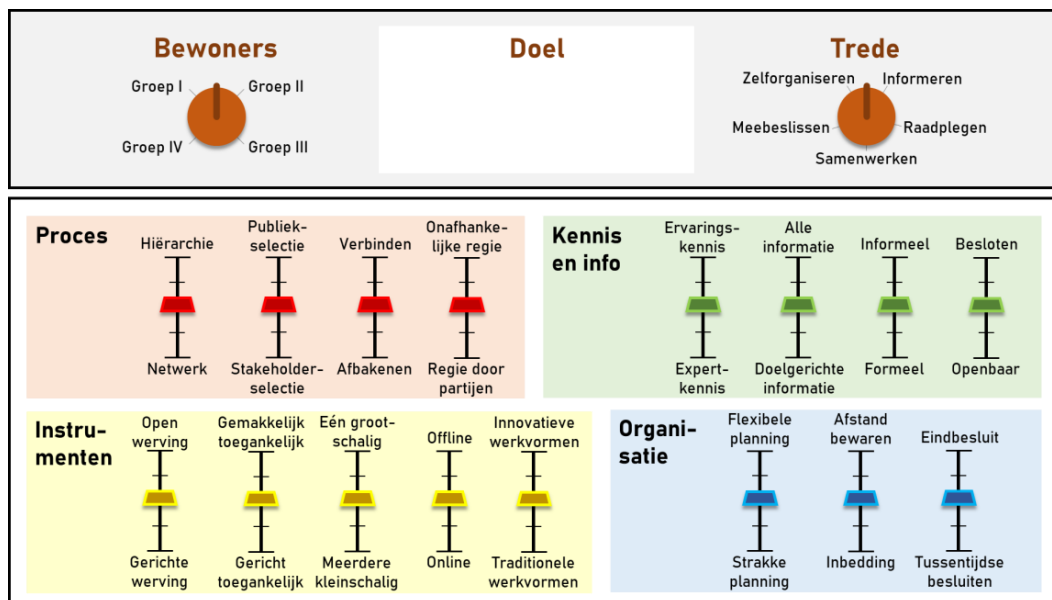 Bewoners
Groep I
Groep II
Groep IV
Groep III
Doel
Trede
Zelforganiseren
Informeren
Meebeslissen
Raadplegen
Samenwerken
Proces
Hiërarchie
Publiek-
selectie
Verbinden
Onafhanke-
lijke regie
Netwerk
Stakeholder-
selectie
Afbakenen
Regie door
partijen
Kennis
en info
Ervarings-
kennis
Alle
informatie
Informeel
Besloten
Expert-
kennis
Doelgerichte
informatie
Formeel
Openbaar
Instru-
menten
Open
werving
Gemakkelijk
toegankelijk
Eén groot-
schalig
Offline
Innovatieve
werkvormen
Gerichte
werving
Gericht
toegankelijk
Meerdere
kleinschalig
Online
Traditionele
werkvormen
Organi-
satie
Flexibele
planning
Afstand
bewaren
Eindbesluit
Strakke
planning
Inbedding
Tussentijdse
besluiten